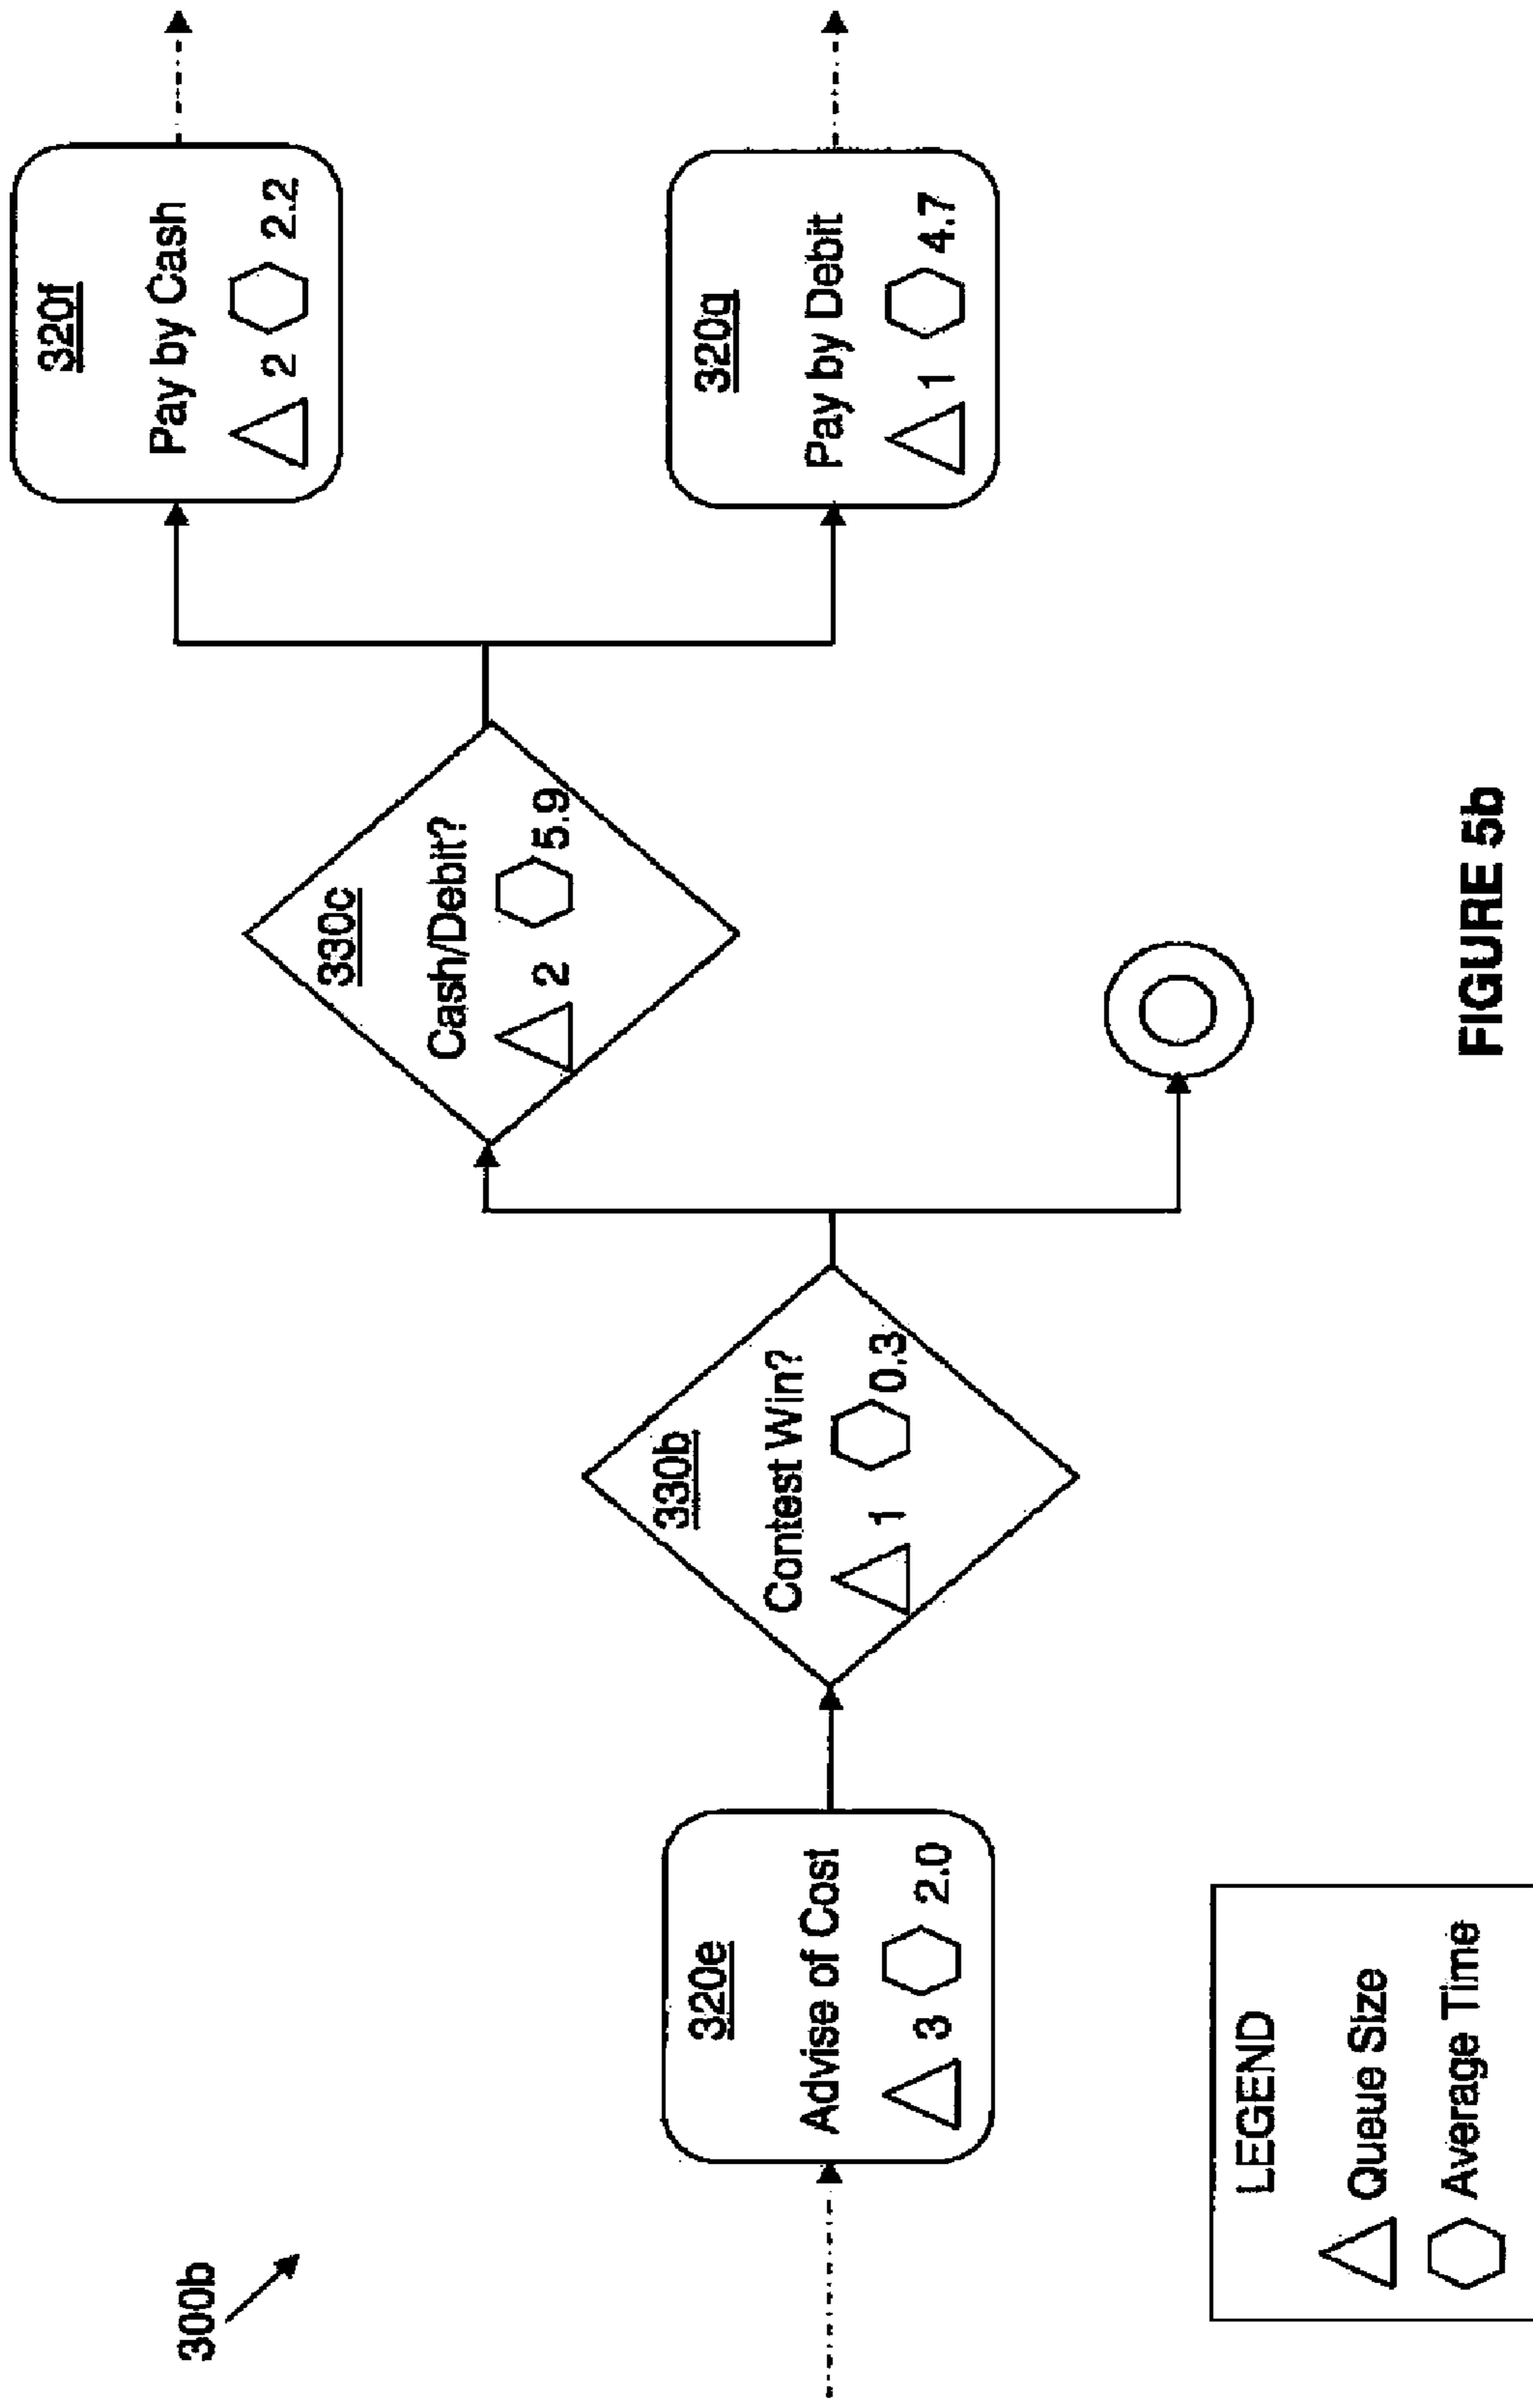 300b
320e
Advise of Cost
3 2.0
330b
Contest Win?
1 0.3
330c
Cash/Debit?
2 5.9
320f
Pay by Cash
2 2.2
320g
Pay by Debit
1 4.7
LEGEND
Queue Size
Average Time
FIGURE 5b